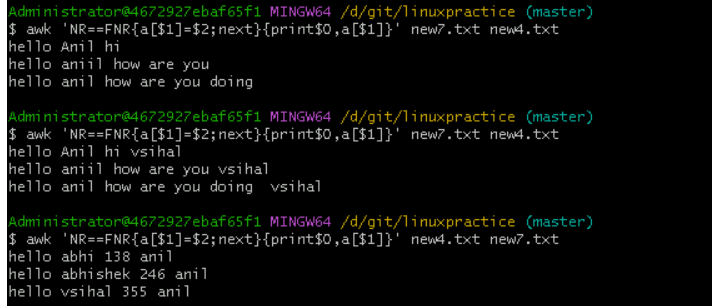 Administrator@4672927ebaf65f1 MINGW64 /d/git/linuxpractice (master)
$ awk 'NR==FNR{a[$1]=$2;next}{print$0,a[$1]}' new7.txt new4.txt
hello Anil hi
hello aniil how are you
hello anil how are you doing

Administrator@4672927ebaf65f1 MINGW64 /d/git/linuxpractice (master)
$ awk 'NR==FNR{a[$1]=$2;next}{print$0,a[$1]}' new7.txt new4.txt
hello Anil hi vsihal
hello aniil how are you vsihal
hello anil how are you doing  vsihal

Administrator@4672927ebaf65f1 MINGW64 /d/git/linuxpractice (master)
$ awk 'NR==FNR{a[$1]=$2;next}{print$0,a[$1]}' new4.txt new7.txt
hello abhi 138 anil
hello abhishek 246 anil
hello vsihal 355 anil